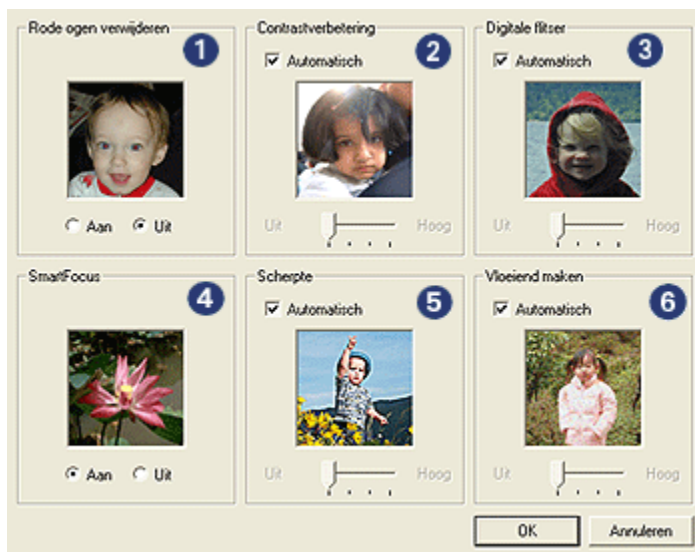 Rode ogen verwijderen
1
Aan
Uit
Contrastverbetering
2
Automatisch
Uit
Hoog
Digitale flitser
3
Automatisch
Uit
Hoog
SmartFocus
4
Aan
Uit
Scherpte
5
Automatisch
Uit
Hoog
Vloeiend maken
6
Automatisch
Uit
Hoog
OK
Annuleren